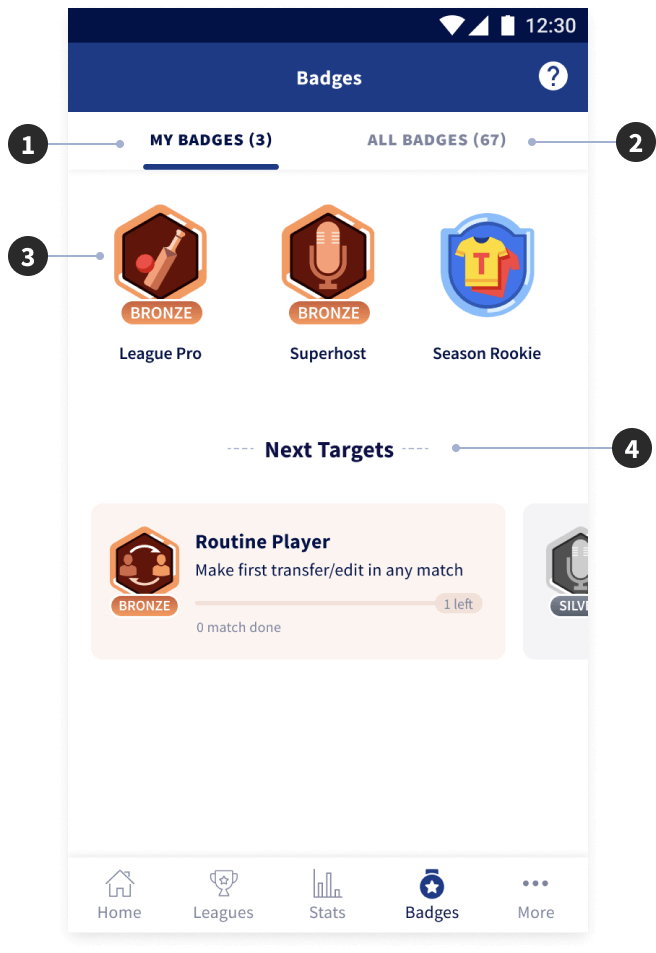 12:30
Badges
?
1
MY BADGES (3)
ALL BADGES (67)
2
3
T
BRONZE
BRONZE
League Pro
Superhost
Season Rookie
Next Targets
4
Routine Player
Make first transfer/edit in any match
BRONZE
1 left
SILVE
0 match done
Home
Leagues
Stats
Badges
More